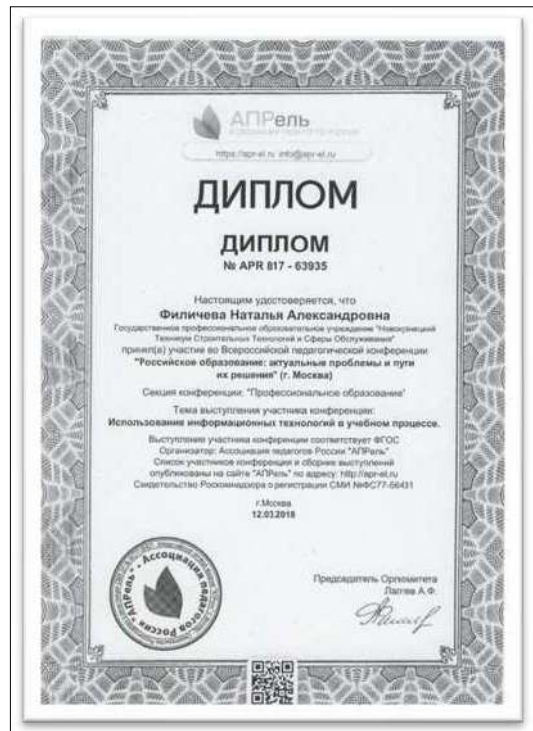 АПРель
АССОЦИАЦИЯ ПЕДАГОГОВ РОССИИ
https://apr-el.ru info@apr-el.ru
ДИПЛОМ
ДИПЛОМ
№ APR 817 - 63935
Настоящим удостоверяется, что
Филичева Наталья Александровна
Государственное профессиональное образовательное учреждение "Новокузнецкий
Техникум Строительных Технологий и Сферы Обслуживания"
принял(а) участие во Всероссийской педагогической конференции
"Российское образование: актуальные проблемы и пути
их решения" (г. Москва)
Секция конференции: "Профессиональное образование"
Тема выступления участника конференции:
Использование информационных технологий в учебном процессе.
Выступление участника конференции соответствует ФГОС
Организатор: Ассоциация педагогов России "АПРель"
Список участников конференции и сборник выступлений
опубликованы на сайте "АПРель" по адресу: http://apr-el.ru
Свидетельство Роскомнадзора о регистрации СМИ №ФС77-56431
г.Москва
12.03.2018
Председатель Оргкомитета
А.Ф.
Ассоциация педагогов России "АПРель"